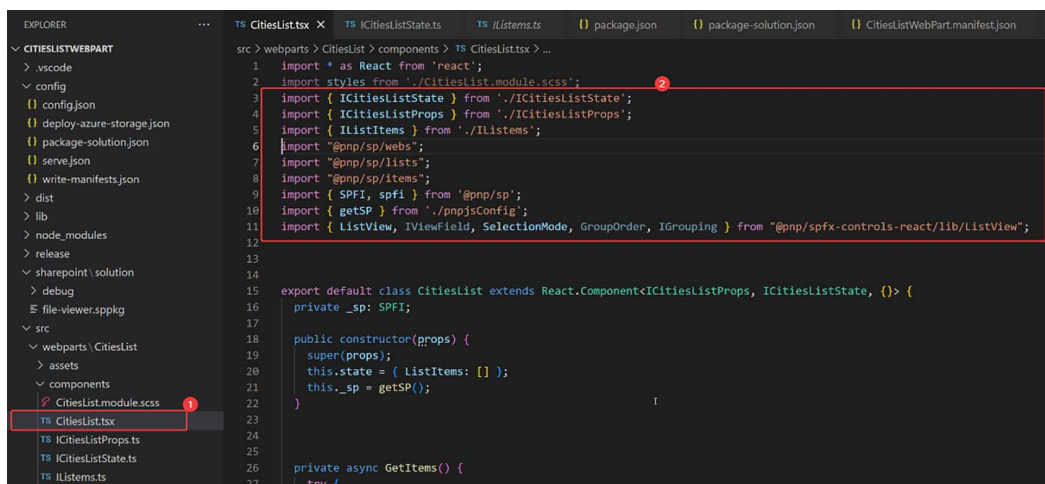 EXPLORER
CITIESLISTWEBPART
.vscode
config
{} config.json
{} deploy-azure-storage.json
{} package-solution.json
{} serve.json
{} write-manifests.json
dist
lib
node_modules
release
sharepoint\solution
debug
file-viewer.sppkg
src
webparts\CitiesList
assets
components
CitiesList.module.scss
1
TS CitiesList.tsx
TS ICitiesListProps.ts
TS ICitiesListState.ts
TS IListems.ts
TS CitiesList.tsx X TS ICitiesListState.ts TS IListems.ts {} package.json {} package-solution.json {} CitiesListWebPart.manifest.json
src > webparts > CitiesList > components > TS CitiesList.tsx > ...
1 import * as React from 'react';
2 import styles from './CitiesList.module.scss';
2
3 import { ICitiesListState } from './ICitiesListState';
4 import { ICitiesListProps } from './ICitiesListProps';
5 import { IListItems } from './IListems';
6 import "@pnp/sp/webs";
7 import "@pnp/sp/lists";
8 import "@pnp/sp/items";
9 import { SPFI, spfi } from '@pnp/sp';
10 import { getSP } from './pnpjsConfig';
11 import { ListView, IViewField, SelectionMode, GroupOrder, IGrouping } from "@pnp/spfx-controls-react/lib/ListView";
12
13
14
15 export default class CitiesList extends React.Component<ICitiesListProps, ICitiesListState, {}> {
16 private _sp: SPFI;
17
18 public constructor(props) {
19 super(props);
20 this.state = { ListItems: [] };
21 this._sp = getSP();
22 }
23
24
25
26 private async GetItems() {
27 try {